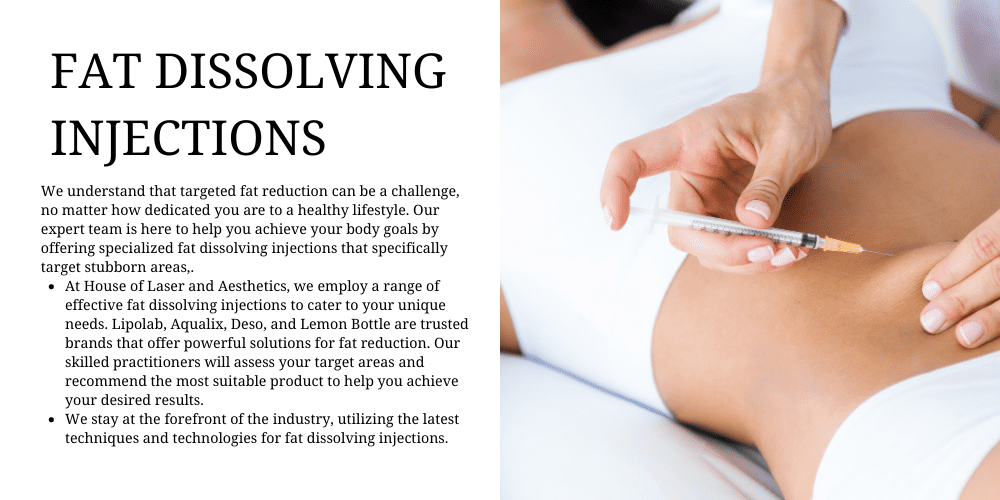 FAT DISSOLVING
INJECTIONS
We understand that targeted fat reduction can be a challenge,
no matter how dedicated you are to a healthy lifestyle. Our
expert team is here to help you achieve your body goals by
offering specialized fat dissolving injections that specifically
target stubborn areas,.
• At House of Laser and Aesthetics, we employ a range of
effective fat dissolving injections to cater to your unique
needs. Lipolab, Aqualix, Deso, and Lemon Bottle are trusted
brands that offer powerful solutions for fat reduction. Our
skilled practitioners will assess your target areas and
recommend the most suitable product to help you achieve
your desired results.
• We stay at the forefront of the industry, utilizing the latest
techniques and technologies for fat dissolving injections.